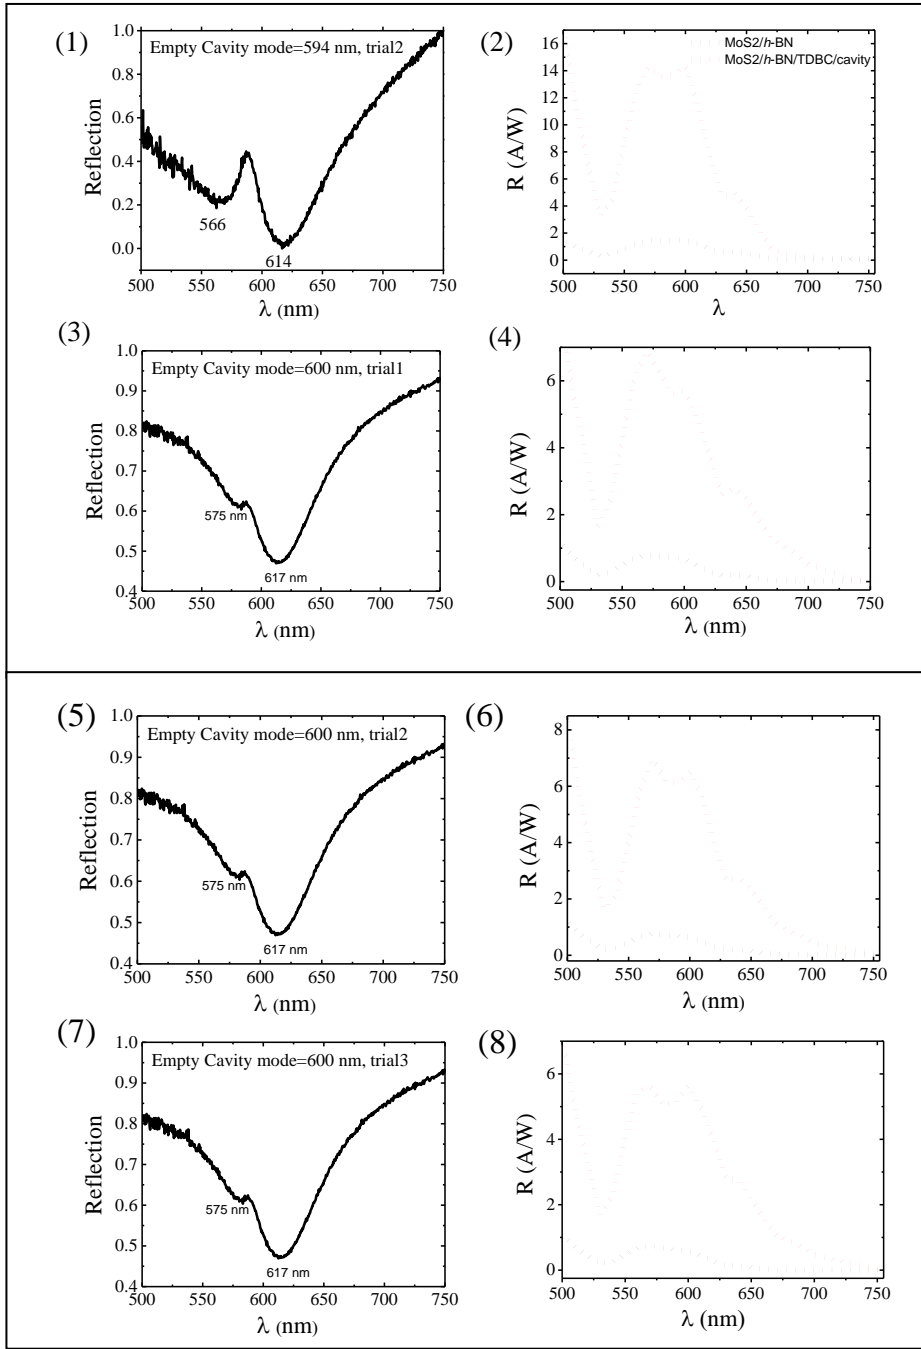 (1)
Empty Cavity mode=594 nm, trial2
Reflection
1.0
0.8
0.6
0.4
0.2
0.0
566
614
500 550 600 650 700 750
λ (nm)
(2)
MoS2/h-BN
MoS2/h-BN/TDBC/cavity
R (A/W)
16
14
12
10
8
6
4
2
0
500 550 600 650 700 750
λ
(3)
Empty Cavity mode=600 nm, trial1
Reflection
1.0
0.9
0.8
0.7
0.6
0.5
0.4
575 nm
617 nm
500 550 600 650 700 750
λ (nm)
(4)
R (A/W)
6
4
2
0
500 550 600 650 700 750
λ (nm)
(5)
Empty Cavity mode=600 nm, trial2
Reflection
1.0
0.9
0.8
0.7
0.6
0.5
0.4
575 nm
617 nm
500 550 600 650 700 750
λ (nm)
(6)
R (A/W)
8
6
4
2
0
500 550 600 650 700 750
λ (nm)
(7)
Empty Cavity mode=600 nm, trial3
Reflection
1.0
0.9
0.8
0.7
0.6
0.5
0.4
575 nm
617 nm
500 550 600 650 700 750
λ (nm)
(8)
R (A/W)
6
4
2
0
500 550 600 650 700 750
λ (nm)